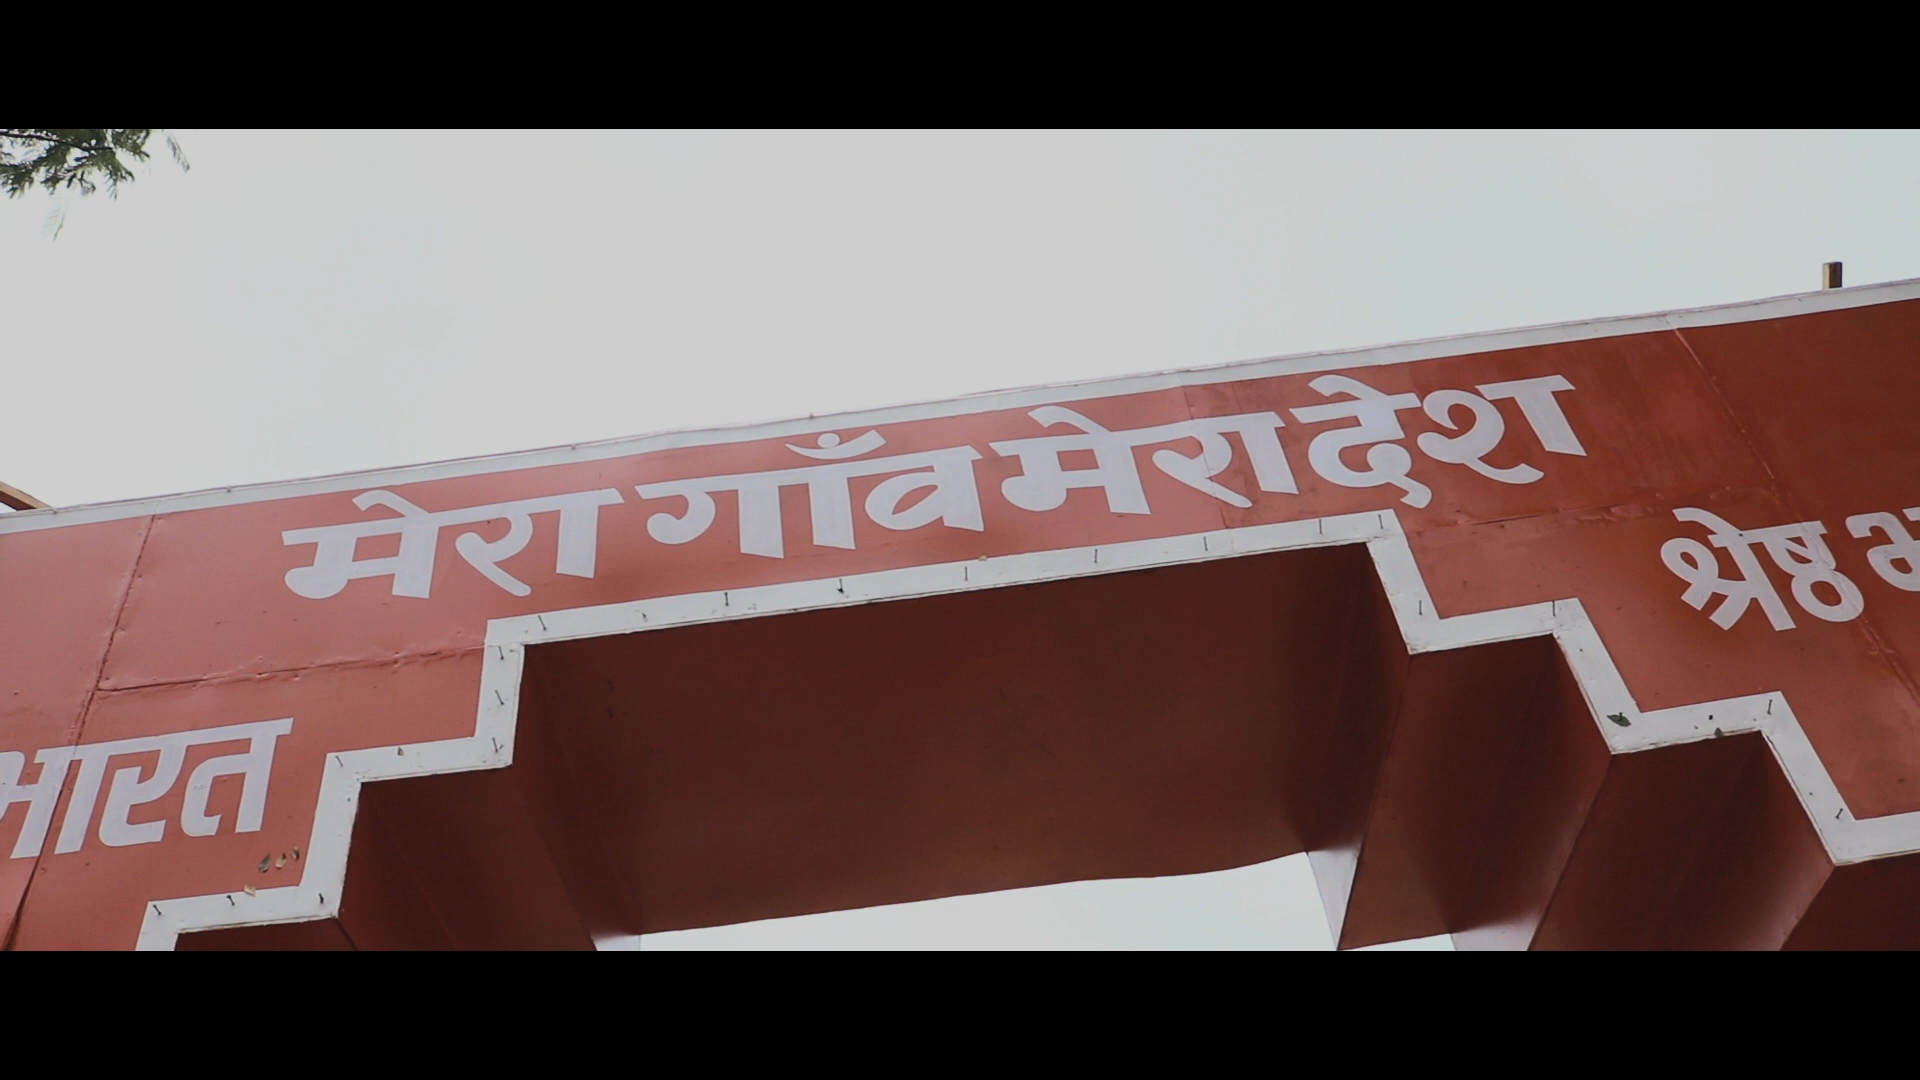 मेरा गाँव मेरा देश
भारत
श्रेष्ठ